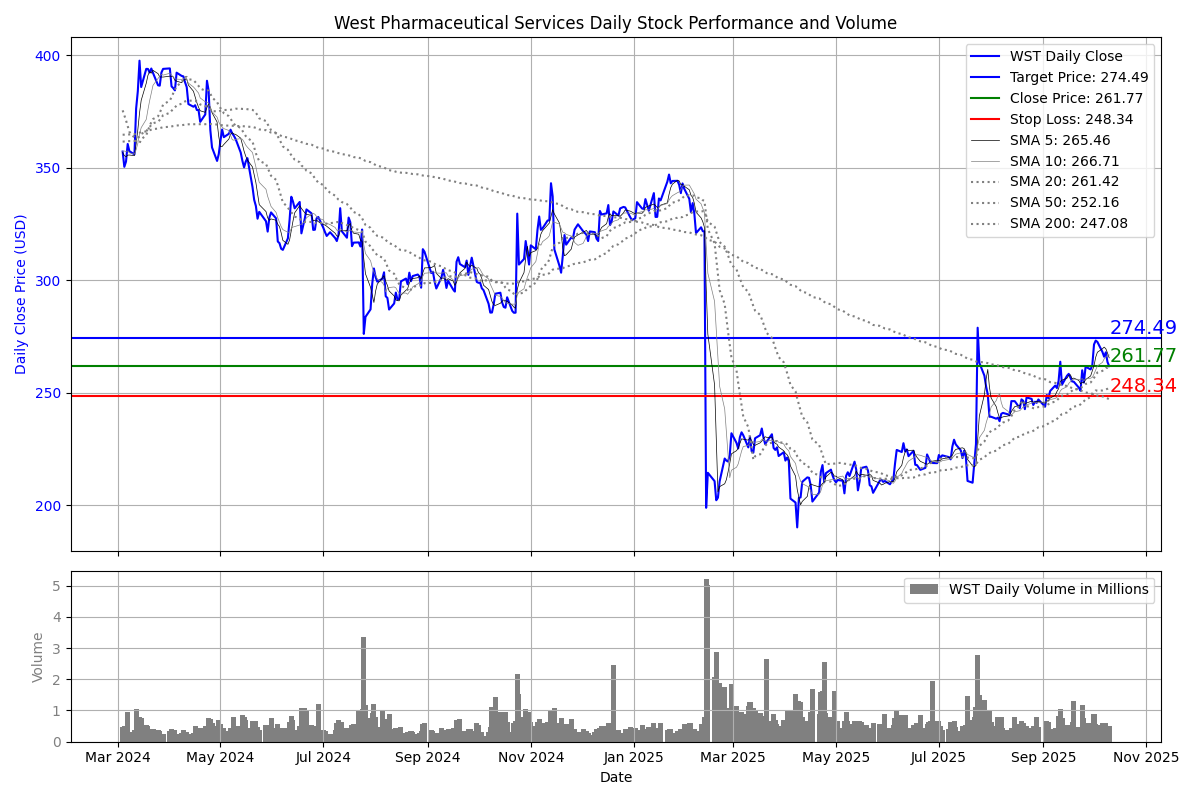 West Pharmaceutical Services Daily Stock Performance and Volume
Daily Close Price (USD)
400
350
300
250
200
WST Daily Close
Target Price: 274.49
Close Price: 261.77
Stop Loss: 248.34
SMA 5: 265.46
SMA 10: 266.71
SMA 20: 261.42
SMA 50: 252.16
SMA 200: 247.08
274.49
261.77
248.34
Volume
5
4
3
2
1
0
WST Daily Volume in Millions
Mar 2024 May 2024 Jul 2024 Sep 2024 Nov 2024 Jan 2025 Mar 2025 May 2025 Jul 2025 Sep 2025 Nov 2025
Date